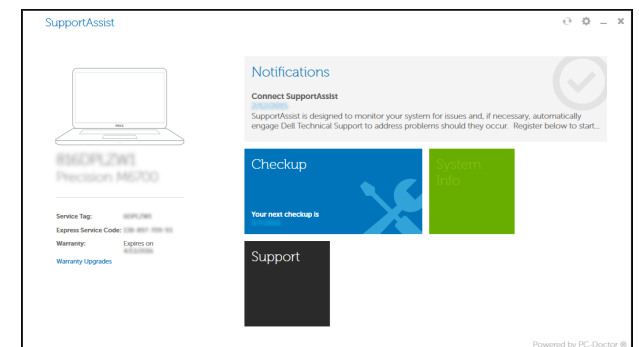 SupportAssist
DELL
Precision M6700
Service Tag:
Express Service Code:
Warranty: Expires on
Warranty Upgrades
Notifications
Connect SupportAssist
SupportAssist is designed to monitor your system for issues and, if necessary, automatically
engage Dell Technical Support to address problems should they occur. Register below to start...
Checkup
Your next checkup is
System
Info
Support
Powered by PC-Doctor ®